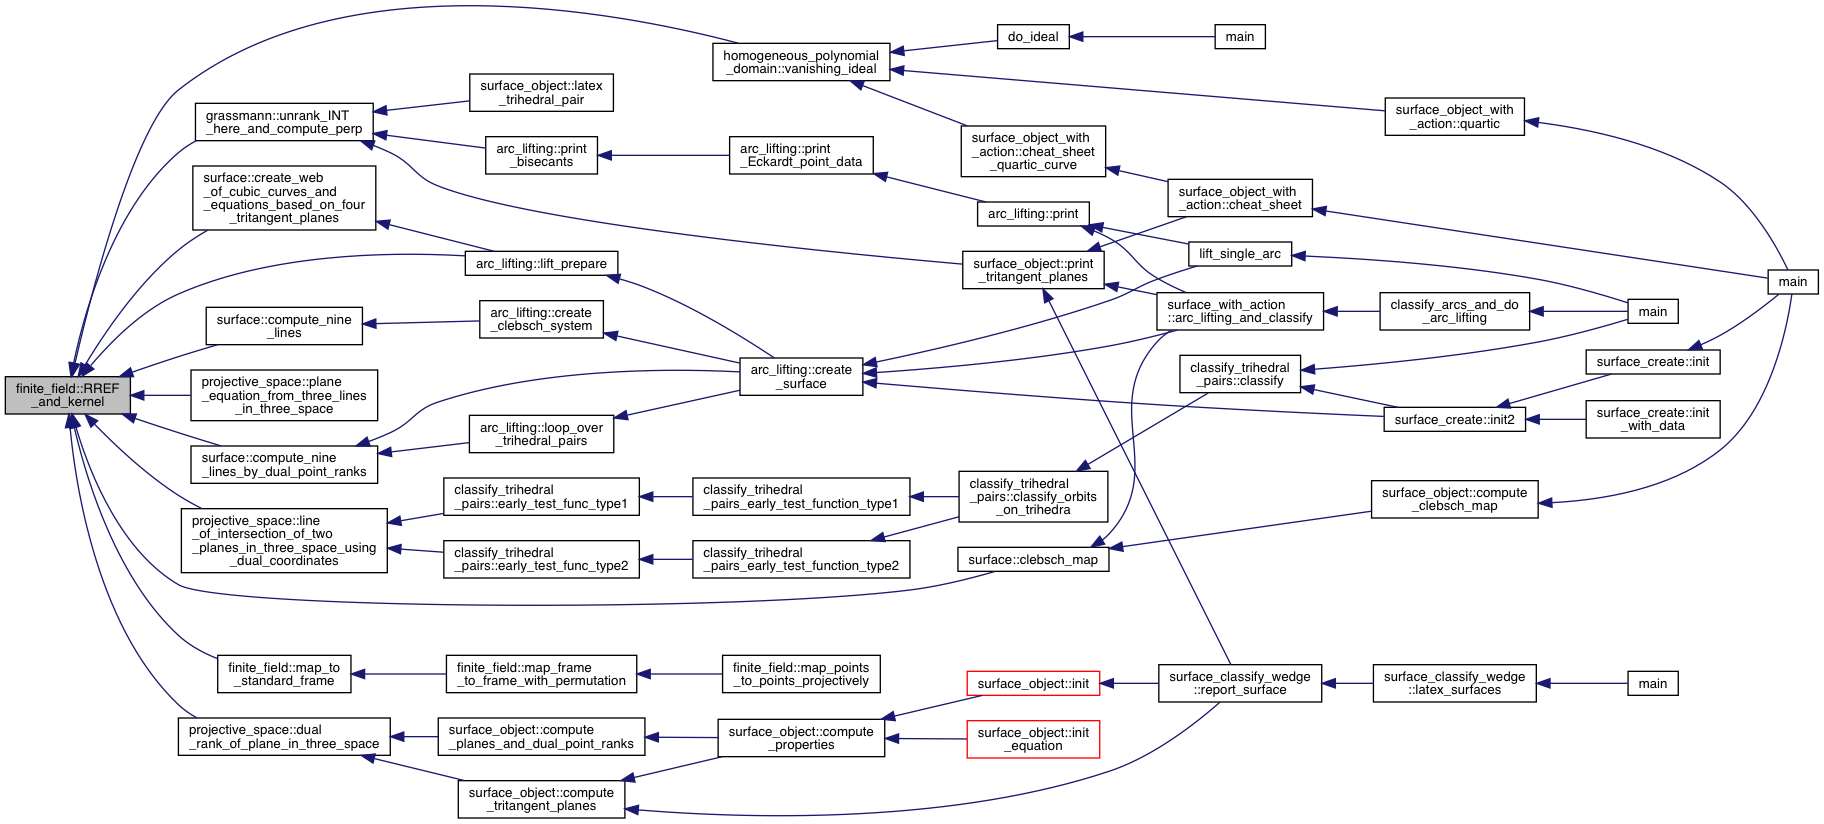 finite_field::RREF
_and_kernel
homogeneous_polynomial
_domain::vanishing_ideal
do_ideal
main
surface_object_with
_action::quartic
surface_object_with
_action::cheat_sheet
_quartic_curve
surface_object_with
_action::cheat_sheet
main
grassmann::unrank_INT
_here_and_compute_perp
surface_object::latex
_trihedral_pair
arc_lifting::print
_bisecants
arc_lifting::print
_Eckardt_point_data
arc_lifting::print
lift_single_arc
main
surface_object::print
_tritangent_planes
surface_with_action
::arc_lifting_and_classify
classify_arcs_and_do
_arc_lifting
surface::create_web
_of_cubic_curves_and
_equations_based_on_four
_tritangent_planes
arc_lifting::lift_prepare
surface::compute_nine
_lines
arc_lifting::create
_clebsch_system
arc_lifting::create
_surface
classify_trihedral
_pairs::classify
surface_create::init
surface_create::init2
surface_create::init
_with_data
projective_space::plane
_equation_from_three_lines
_in_three_space
surface::compute_nine
_lines_by_dual_point_ranks
arc_lifting::loop_over
_trihedral_pairs
projective_space::line
_of_intersection_of_two
_planes_in_three_space_using
_dual_coordinates
classify_trihedral
_pairs::early_test_func_type1
classify_trihedral
_pairs_early_test_function_type1
classify_trihedral
_pairs::classify_orbits
_on_trihedra
classify_trihedral
_pairs::early_test_func_type2
classify_trihedral
_pairs_early_test_function_type2
surface::clebsch_map
surface_object::compute
_clebsch_map
finite_field::map_to
_standard_frame
finite_field::map_frame
_to_frame_with_permutation
finite_field::map_points
_to_points_projectively
projective_space::dual
_rank_of_plane_in_three_space
surface_object::compute
_planes_and_dual_point_ranks
surface_object::compute
_properties
surface_object::init
surface_object::init
_equation
surface_classify_wedge
::report_surface
surface_classify_wedge
::latex_surfaces
main
surface_object::compute
_tritangent_planes